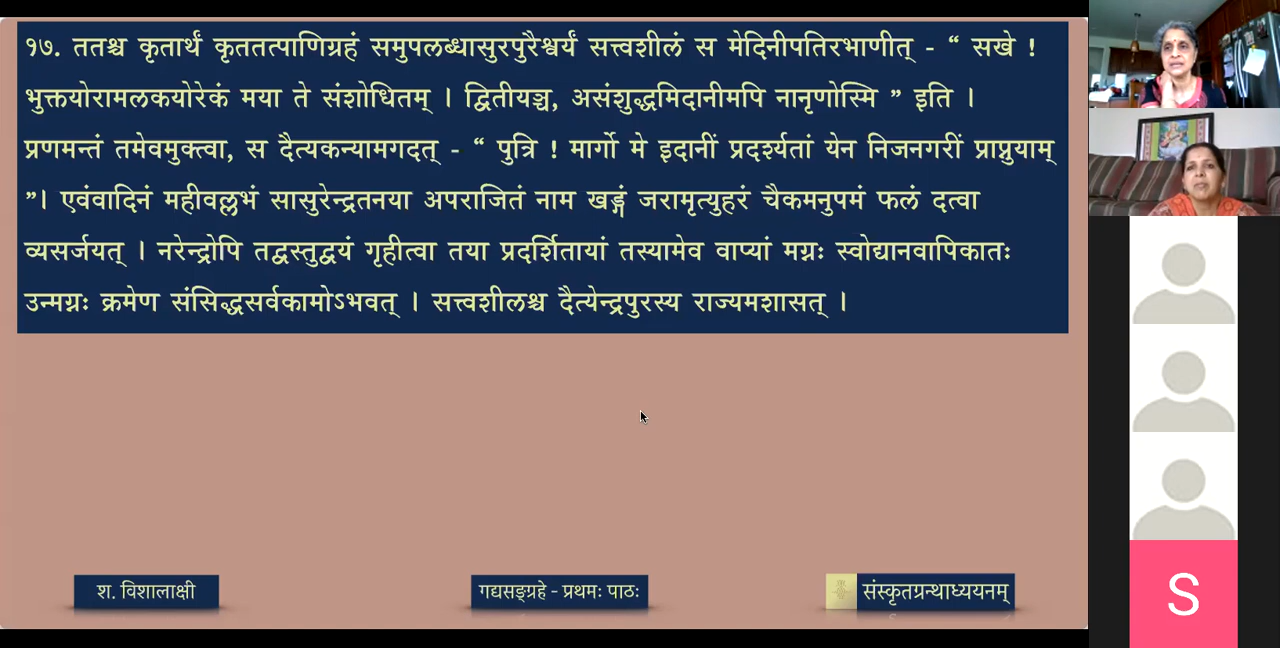 १७. ततश्च कृतार्थं कृततत्पाणिग्रहं समुपलब्धासुरपुरैश्वर्यं सत्त्वशीलं स मेदिनीपतिरभाणीत् - “ सखे !
भुक्तयोरामलकयोरेकं मया ते संशोधितम् । द्वितीयञ्च, असंशुद्धमिदानीमपि नानृणोस्मि ” इति ।
प्रणमन्तं तमेवमुक्त्वा, स दैत्यकन्यामगदत् - “ पुत्रि ! मार्गो मे इदानीं प्रदर्श्यतां येन निजनगरीं प्राप्नुयाम्
”। एवंवादिनं महीवल्लभं सासुरेन्द्रतनया अपराजितं नाम खड्गं जरामृत्युहरं चैकमनुपमं फलं दत्वा
व्यसर्जयत् । नरेन्द्रोपि तद्वस्तुद्वयं गृहीत्वा तया प्रदर्शितायां तस्यामेव वाप्यां मग्नः स्वोद्यानवापिकातः
उन्मग्नः क्रमेण संसिद्धसर्वकामोऽभवत् । सत्त्वशीलश्च दैत्येन्द्रपुरस्य राज्यमशासत् ।
श. विशालाक्षी
गद्यसङ्ग्रहे - प्रथमः पाठः
संस्कृतग्रन्थाध्ययनम्
S